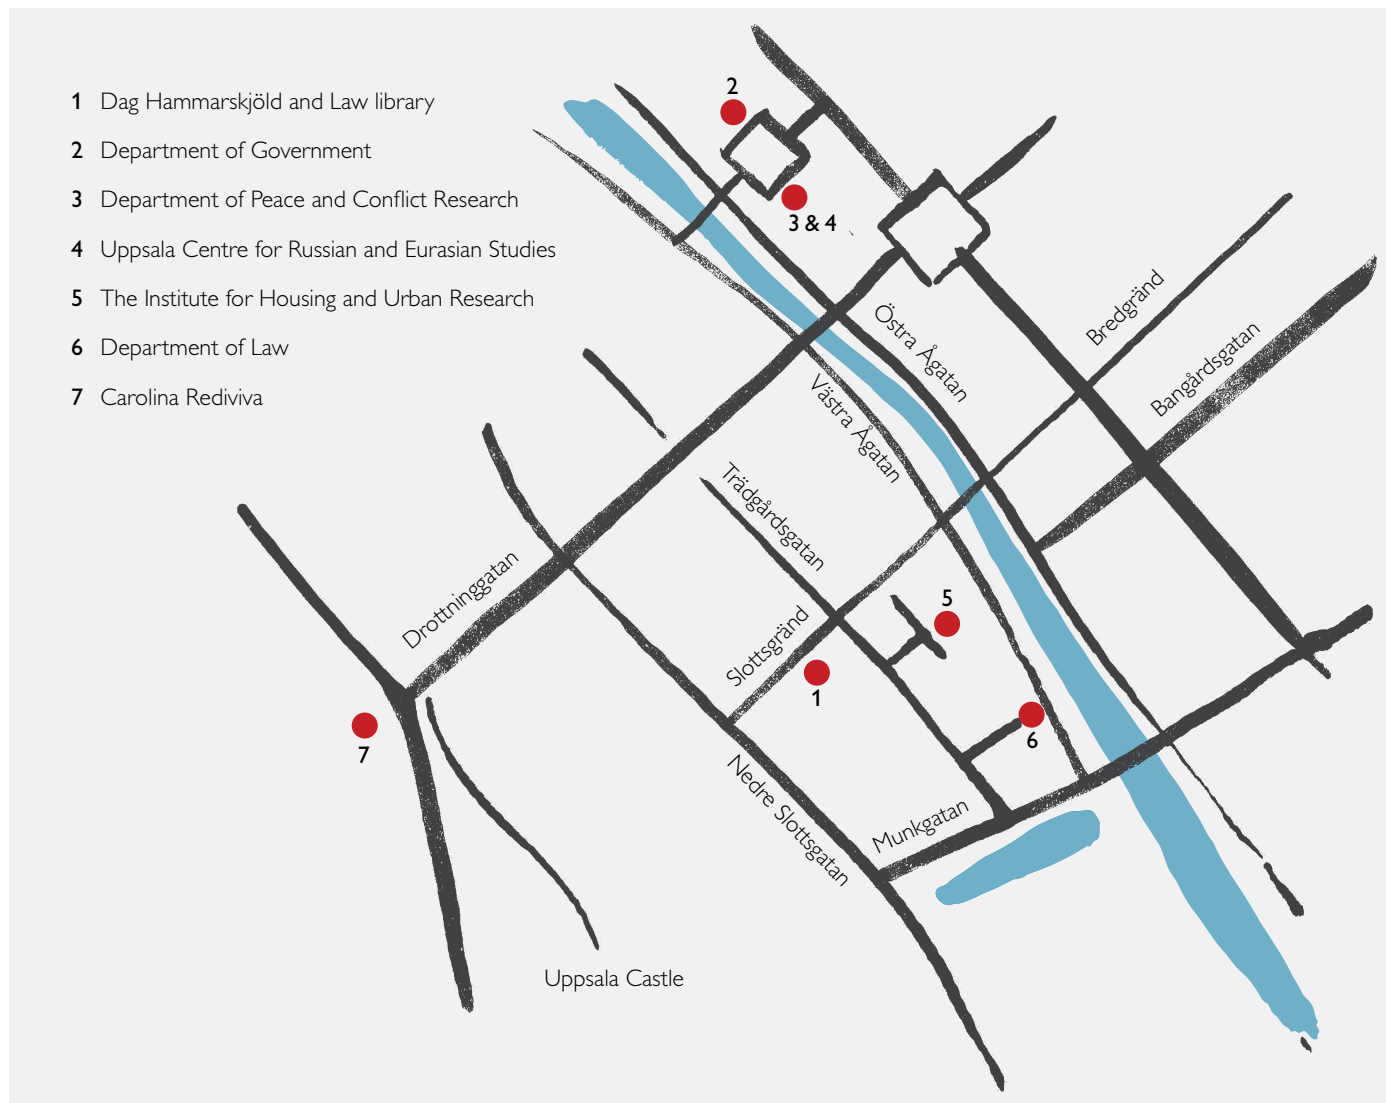 1 Dag Hammarskjöld and Law library
2 Department of Government
3 Department of Peace and Conflict Research
4 Uppsala Centre for Russian and Eurasian Studies
5 The Institute for Housing and Urban Research
6 Department of Law
7 Carolina Rediviva
2
3 & 4
Östra Ågatan
Bredgränd
Bangårdsgatan
Västra Ågatan
Trädgårdsgatan
Drottninggatan
Slottsgränd
5
1
6
7
Nedre Slottsgatan
Munkgatan
Uppsala Castle